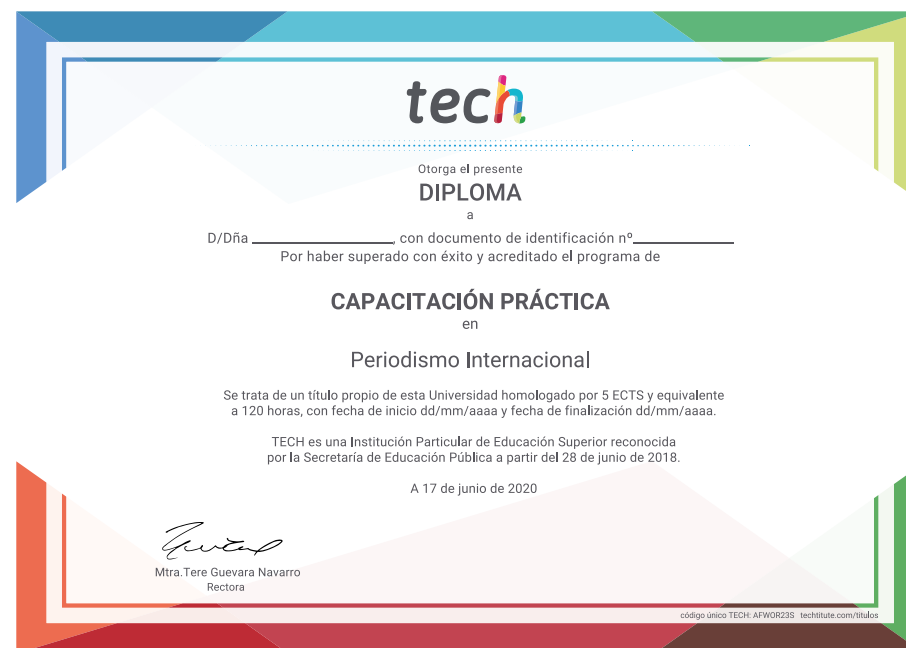 tech
Otorga el presente
DIPLOMA
a
D/Dña ____________________, con documento de identificación nº______________
Por haber superado con éxito y acreditado el programa de
CAPACITACIÓN PRÁCTICA
en
Periodismo Internacional
Se trata de un título propio de esta Universidad homologado por 5 ECTS y equivalente
a 120 horas, con fecha de inicio dd/mm/aaaa y fecha de finalización dd/mm/aaaa.
TECH es una Institución Particular de Educación Superior reconocida
por la Secretaría de Educación Pública a partir del 28 de junio de 2018.
A 17 de junio de 2020
Mtra.Tere Guevara Navarro
Rectora
código único TECH: AFWOR23S techtitute.com/titulos